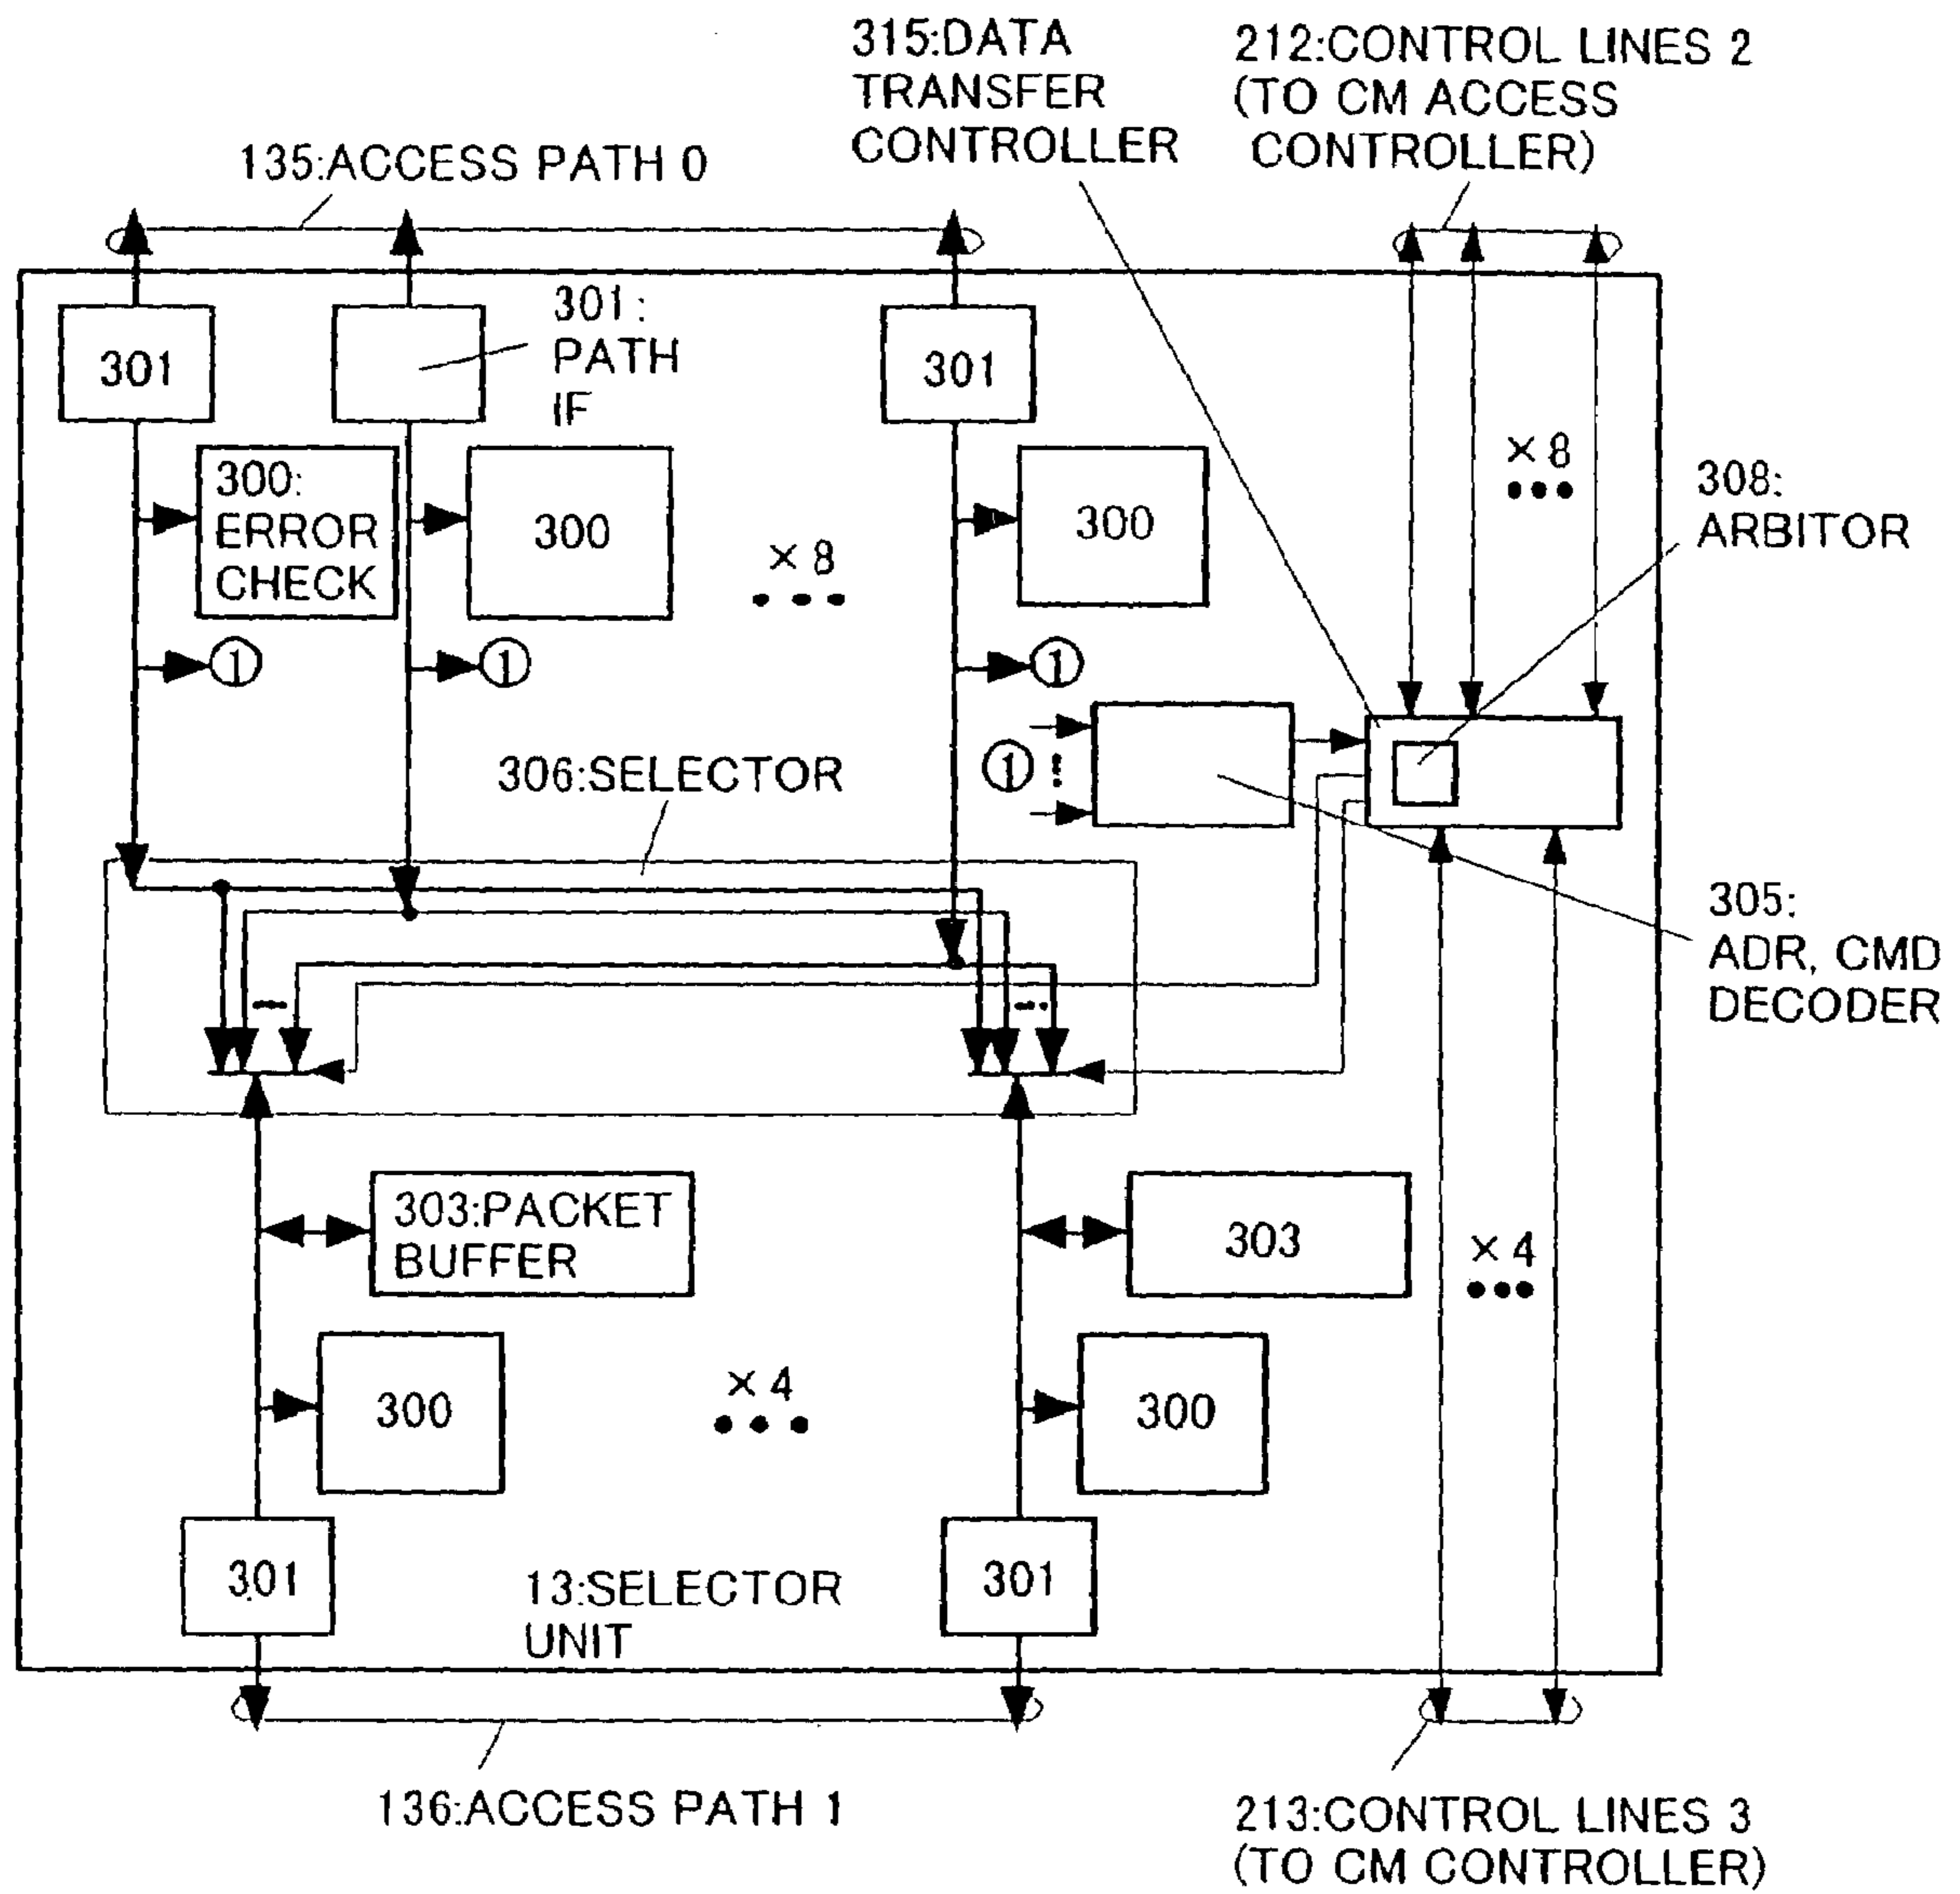 315:DATA
TRANSFER
CONTROLLER
212:CONTROL LINES 2
(TO CM ACCESS
CONTROLLER)
135:ACCESS PATH 0
301
301:
PATH
IF
301
300:
ERROR
CHECK
300
×8
300
×8
308:
ARBITOR
1
1
1
306:SELECTOR
1
305:
ADR, CMD
DECODER
303:PACKET
BUFFER
303
×4
300
×4
300
301
13:SELECTOR
UNIT
301
136:ACCESS PATH 1
213:CONTROL LINES 3
(TO CM CONTROLLER)